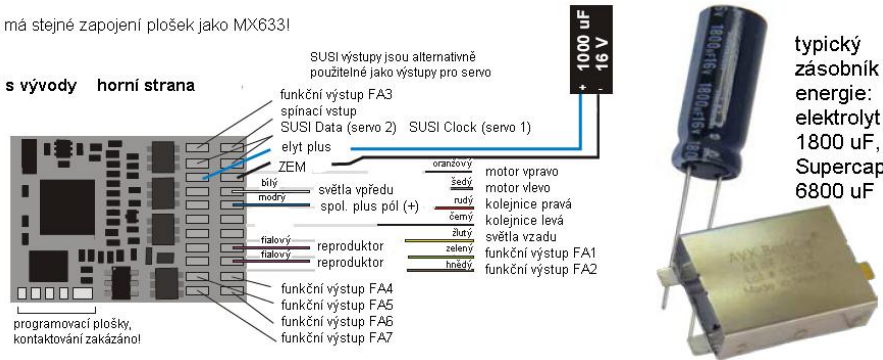 má stejné zapojení plošek jako MX633!
s vývody horní strana
SUSI výstupy jsou alternativně
použitelné jako výstupy pro servo
funkční výstup FA3
spínací vstup
SUSI Data (servo 2) SUSI Clock (servo 1)
elyt plus
ZEM
bílý
světla vpředu
modrý
spol. plus pól (+)
fialový
reproduktor
fialový
reproduktor
funkční výstup FA4
funkční výstup FA5
funkční výstup FA6
funkční výstup FA7
programovací plošky,
kontaktování zakázáno!
oranžový
motor vpravo
šedý
motor vlevo
rudý
kolejnice pravá
černý
kolejnice levá
žlutý
světla vzadu
zelený
funkční výstup FA1
hnědý
funkční výstup FA2
1000 uF
16 V
+ -
typický
zásobník
energie:
elektrolyt
1800 uF,
Supercap
6800 uF
1800uF16v
1800uF16v
AVX